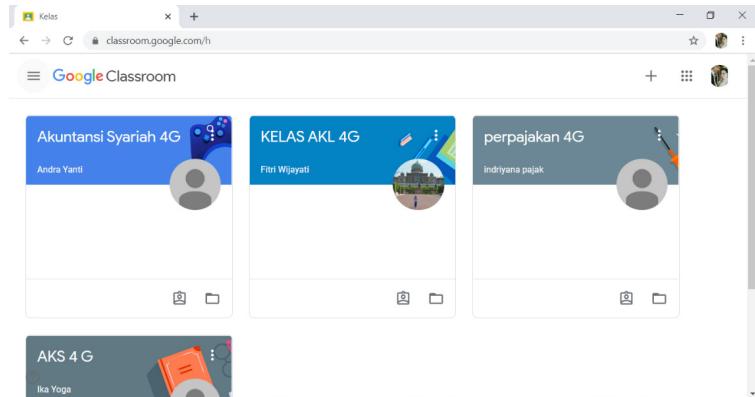 Kelas
classroom.google.com/h
Google Classroom
Akuntansi Syariah 4G
Andra Yanti
KELAS AKL 4G
Fitri Wijayati
perpajakan 4G
indriyana pajak
AKS 4 G
Ika Yoga